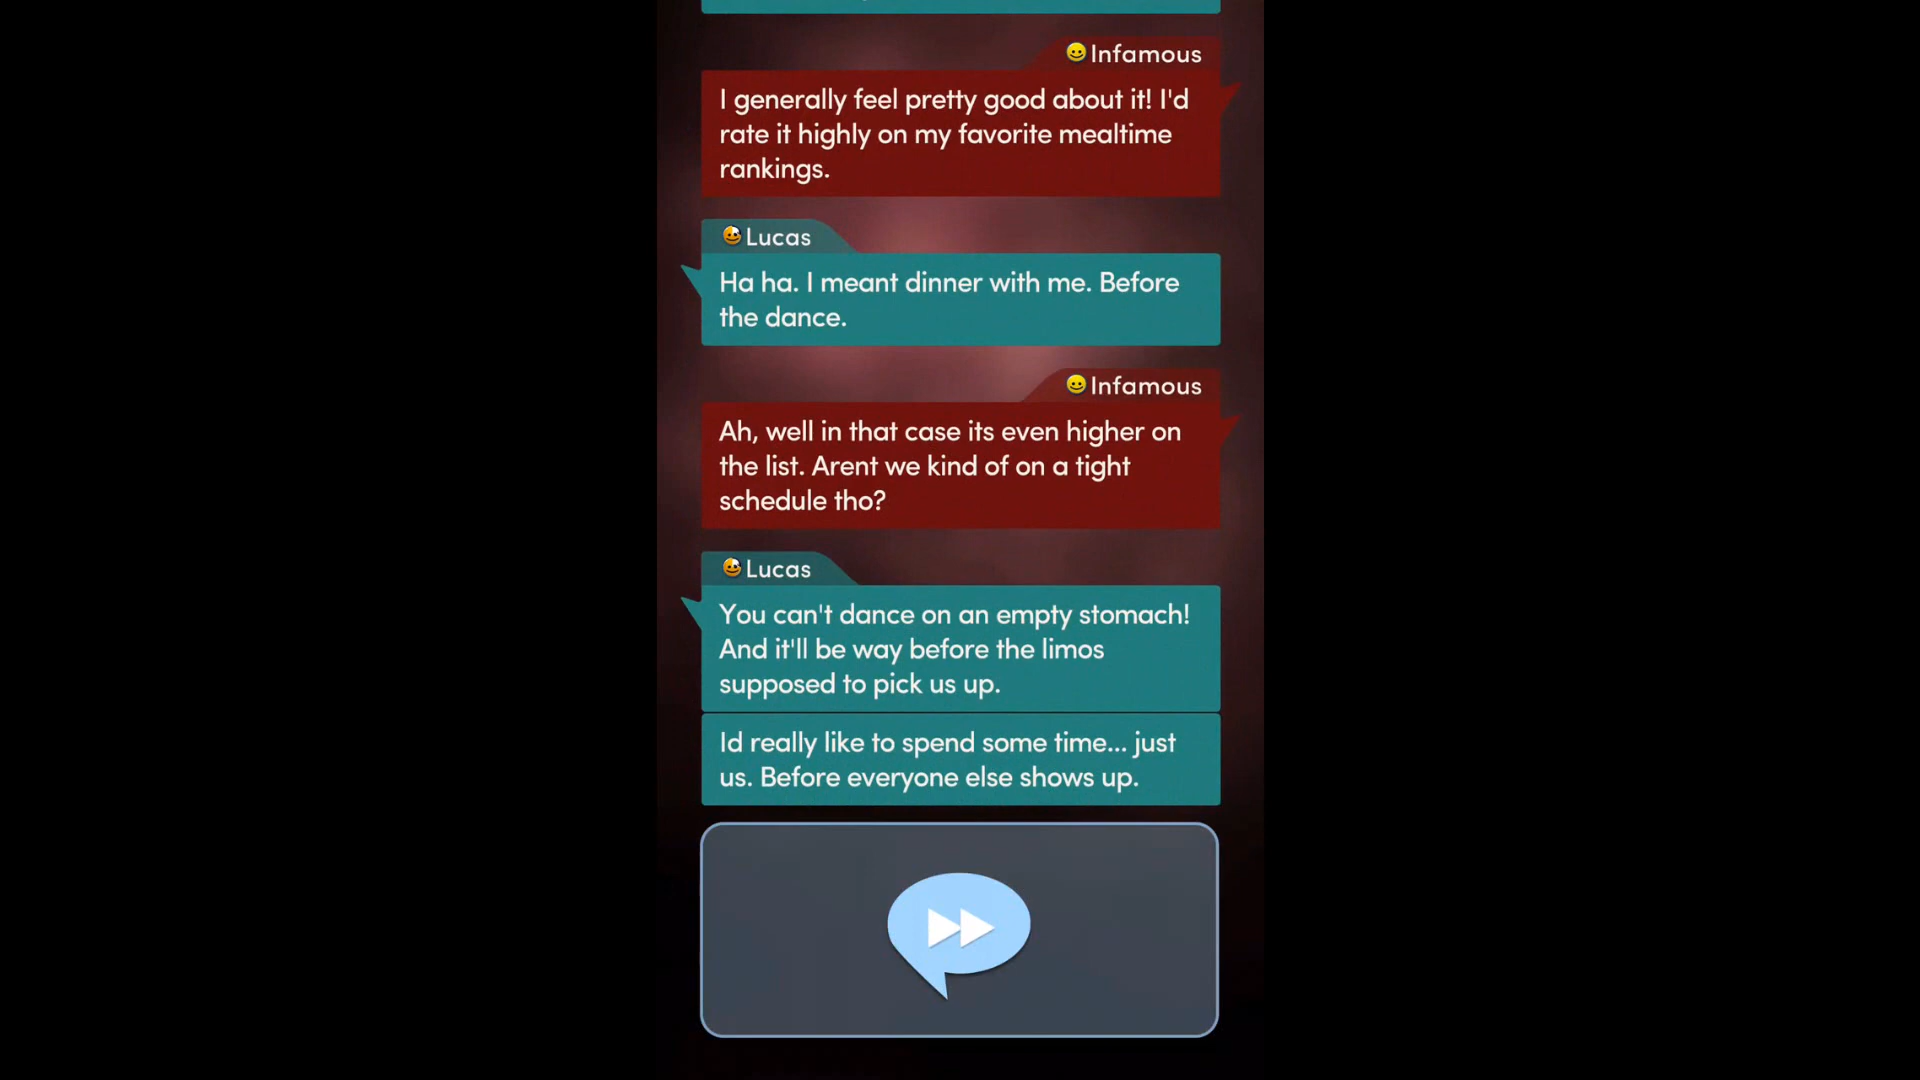 Infamous
I generally feel pretty good about it! I'd
rate it highly on my favorite mealtime
rankings.
Lucas
Ha ha. I meant dinner with me. Before
the dance.
Infamous
Ah, well in that case its even higher on
the list. Arent we kind of on a tight
schedule tho?
Lucas
You can't dance on an empty stomach!
And it'll be way before the limos
supposed to pick us up.
Id really like to spend some time... just
us. Before everyone else shows up.